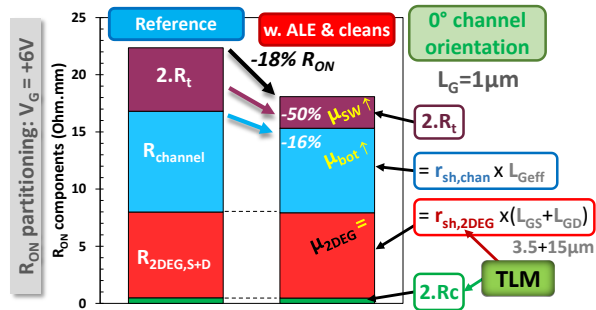 R_ON partitioning: V_G = +6V
R_ON components (Ohm.mm)
25
20
15
10
5
0
Reference
w. ALE & cleans
0° channel
orientation
L_G=1µm
-18% R_ON
2.R_t
R_channel
R_2DEG,S+D
-50%
µ_SW ↑
-16%
µ_bot ↑
µ_2DEG =
2.R_t
= r_sh,chan x L_Geff
= r_sh,2DEG x(L_GS+L_GD)
3.5+15µm
TLM
2.Rc